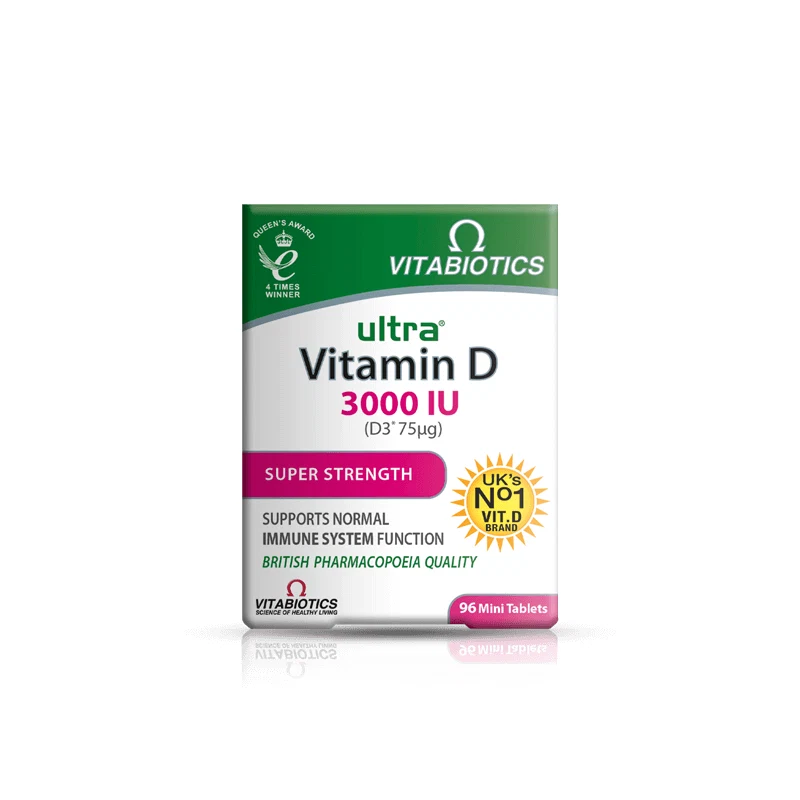 QUEEN'S AWARD
4 TIMES
WINNER
Ω
VITABIOTICS
ultra®
Vitamin D
3000 IU
(D3* 75µg)
SUPER STRENGTH
UK's
No1
VIT.D
BRAND
SUPPORTS NORMAL
IMMUNE SYSTEM FUNCTION
BRITISH PHARMACOPOEIA QUALITY
Ω
VITABIOTICS
SCIENCE OF HEALTHY LIVING
96 Mini Tablets